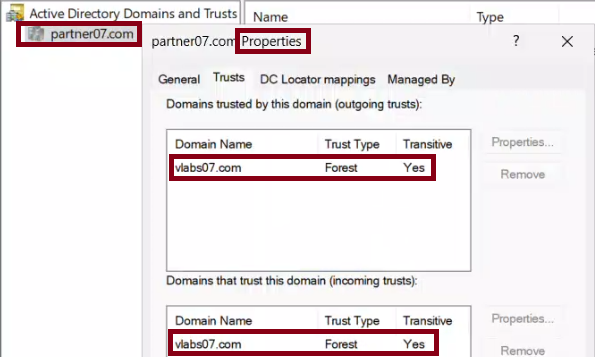 Active Directory Domains and Trusts
Name Type
partner07.com
partner07.com Properties ?
General Trusts DC Locator mappings Managed By
Domains trusted by this domain (outgoing trusts):
Domain Name Trust Type Transitive Properties...
vlabs07.com Forest Yes Remove
Domains that trust this domain (incoming trusts):
Domain Name Trust Type Transitive Properties...
vlabs07.com Forest Yes Remove